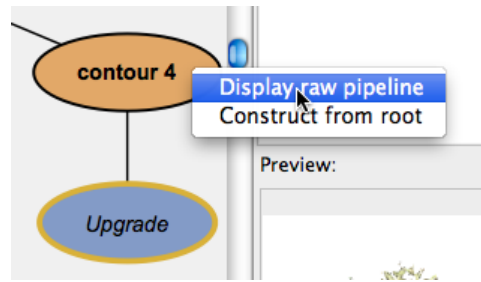 contour 4
Display raw pipeline
Construct from root
Preview:
Upgrade